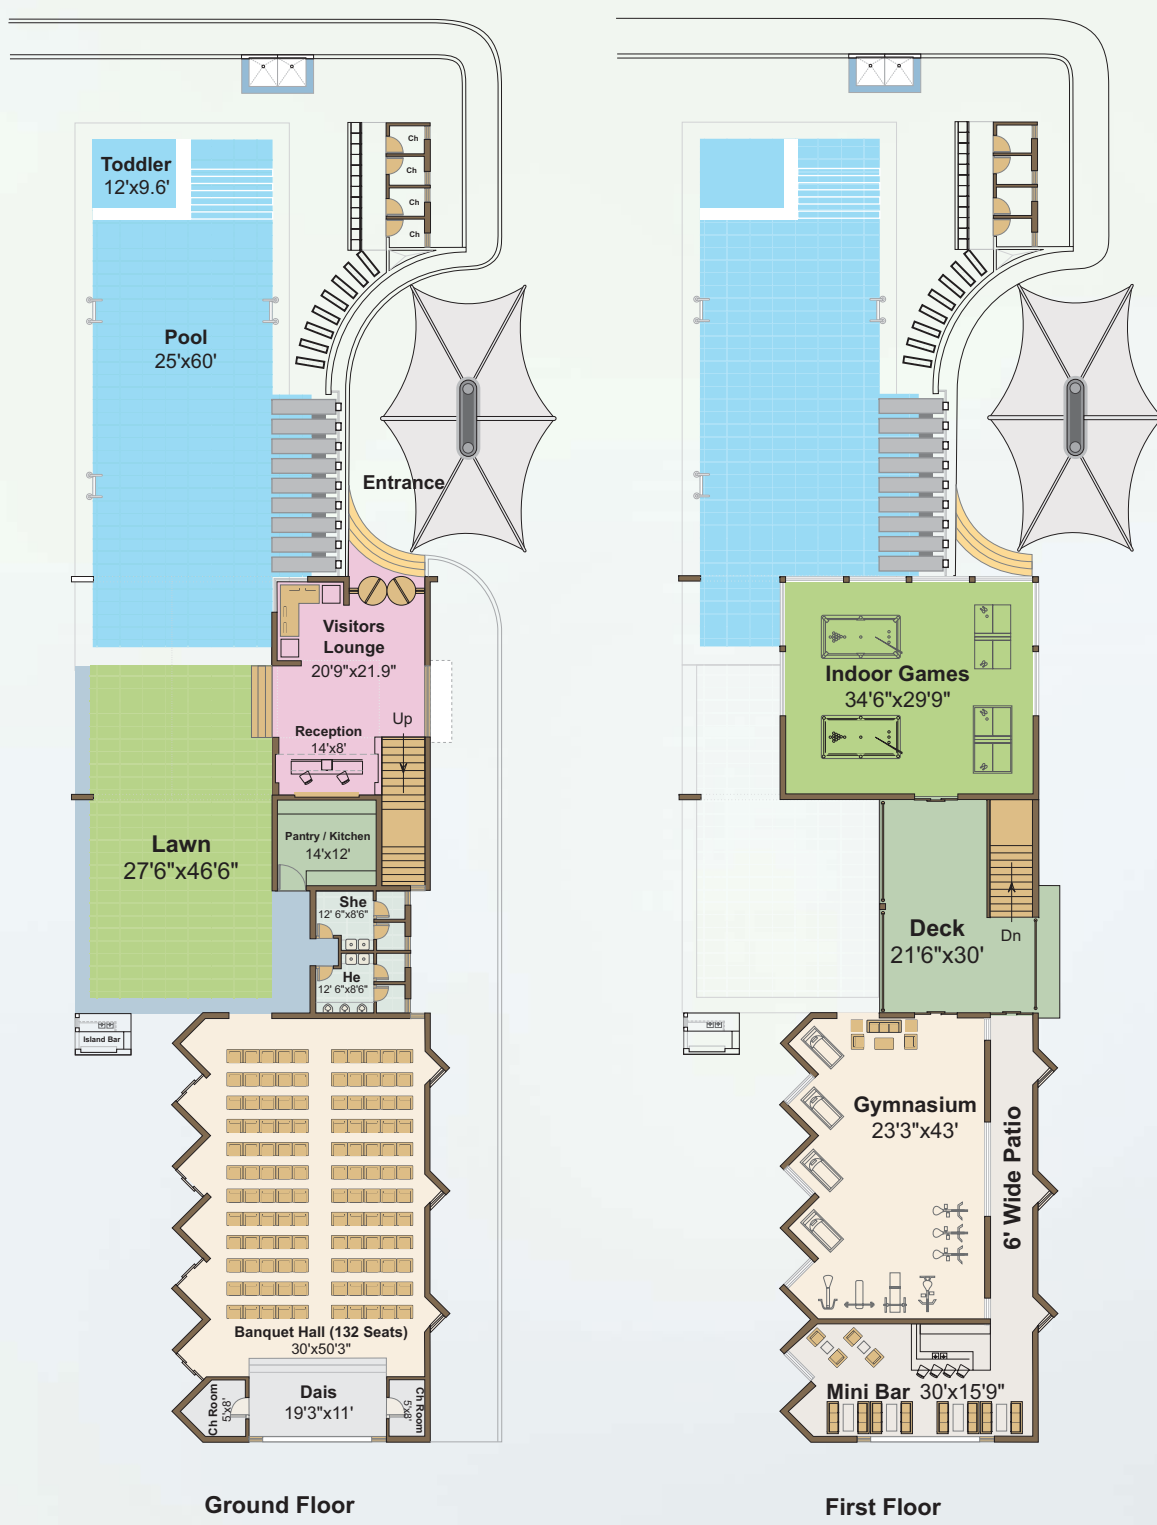 Toddler
12'x9.6'
Ch
Ch
Ch
Ch
Pool
25'x60'
Entrance
Visitors
Lounge
20'9"x21.9"
Up
Reception
14'x8'
Pantry / Kitchen
14'x12'
Lawn
27'6"x46'6"
She
12' 6"x8'6"
He
12' 6"x8'6"
Island Bar
Banquet Hall (132 Seats)
30'x50'3"
Ch Room
5'x8'
Dais
19'3"x11'
Ch Room
5'x8'
Ground Floor
Indoor Games
34'6"x29'9"
Deck
21'6"x30'
Dn
Gymnasium
23'3"x43'
6' Wide Patio
Mini Bar 30'x15'9"
First Floor